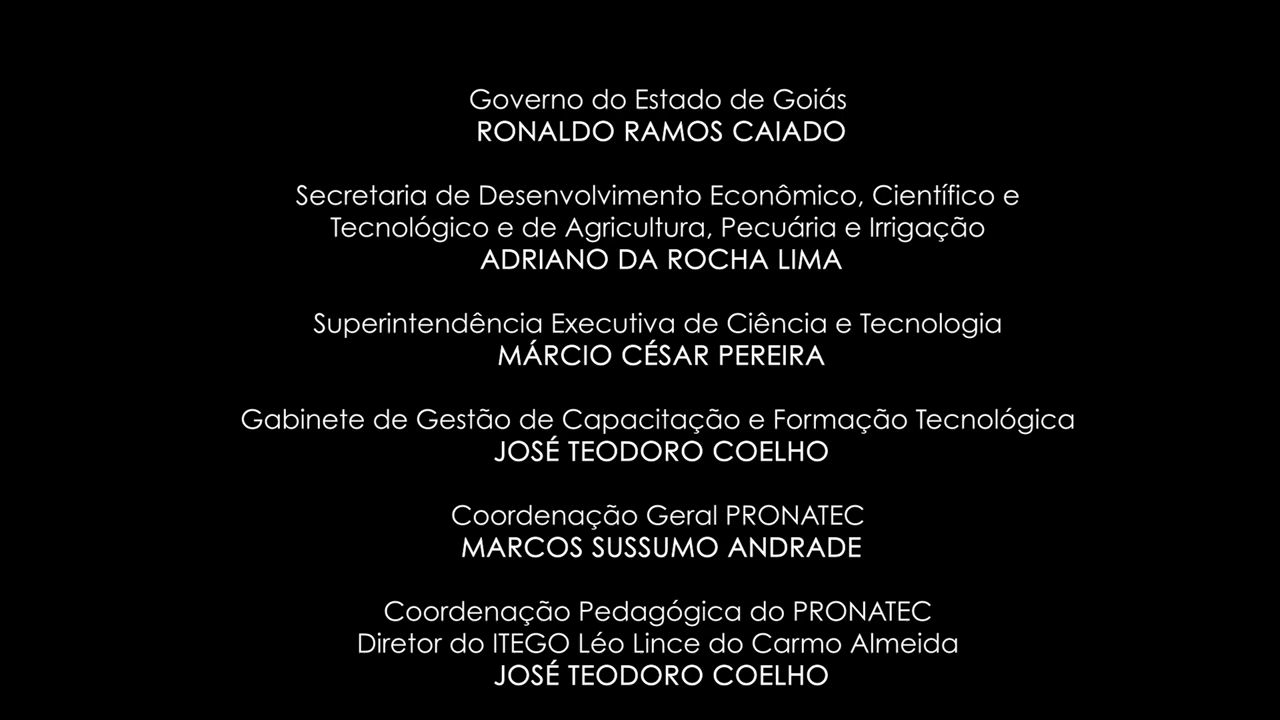 Governo do Estado de Goiás
RONALDO RAMOS CAIADO
Secretaria de Desenvolvimento Econômico, Científico e
Tecnológico e de Agricultura, Pecuária e Irrigação
ADRIANO DA ROCHA LIMA
Superintendência Executiva de Ciência e Tecnologia
MÁRCIO CÉSAR PEREIRA
Gabinete de Gestão de Capacitação e Formação Tecnológica
JOSÉ TEODORO COELHO
Coordenação Geral PRONATEC
MARCOS SUSSUMO ANDRADE
Coordenação Pedagógica do PRONATEC
Diretor do ITEGO Léo Lince do Carmo Almeida
JOSÉ TEODORO COELHO